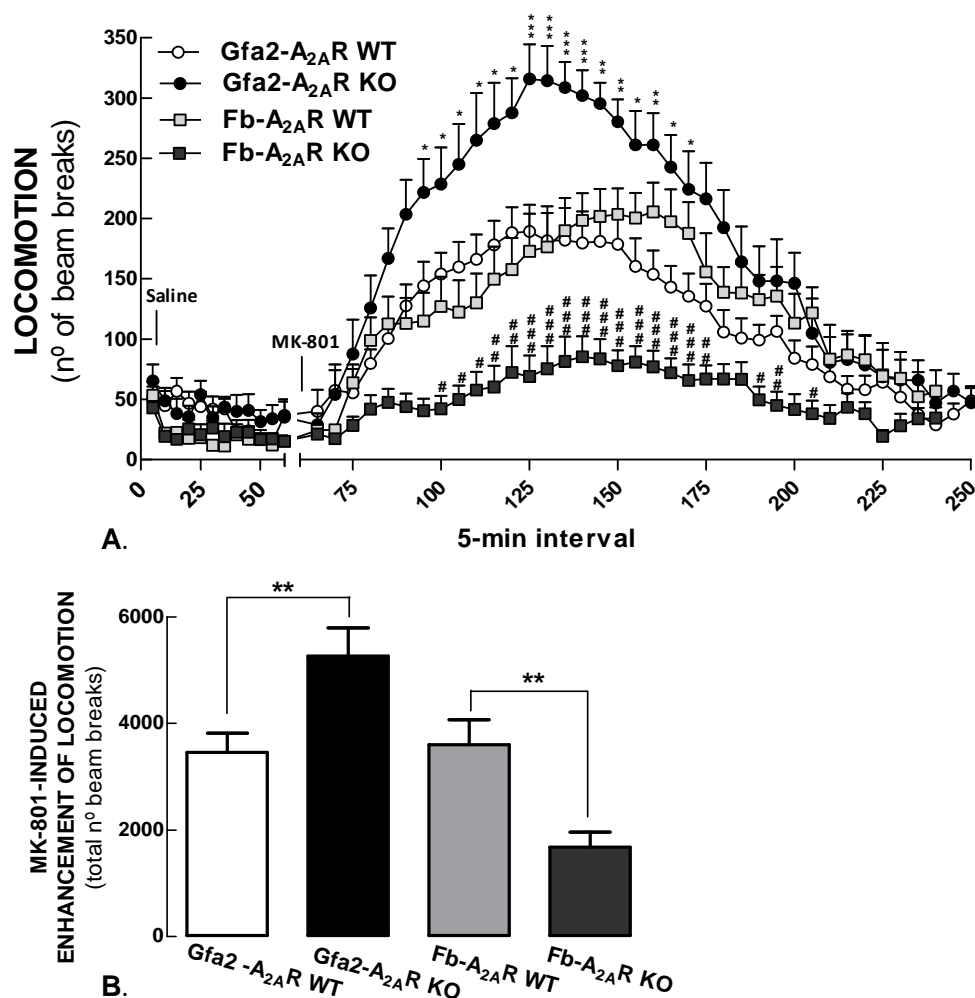 LOCOMOTION
(nº of beam breaks)
350
300
250
200
150
100
50
0
Gfa2-A2AR WT
Gfa2-A2AR KO
Fb-A2AR WT
Fb-A2AR KO
Saline
MK-801
0
25
50
75
100
125
150
175
200
225
250
5-min interval
A.
MK-801-INDUCED
ENHANCEMENT OF LOCOMOTION
(total nº beam breaks)
6000
4000
2000
0
**
**
Gfa2 -A2AR WT
Gfa2-A2AR KO
Fb-A2AR WT
Fb-A2AR KO
B.